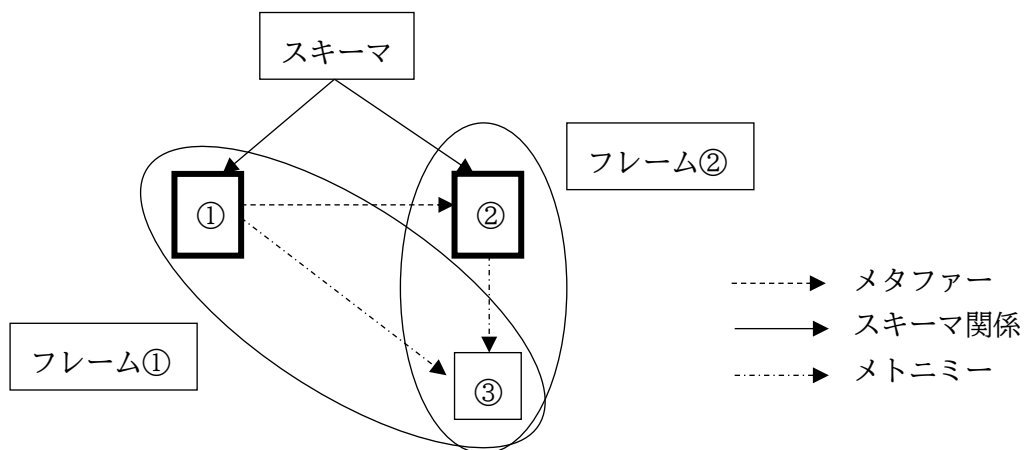 スキーマ
フレーム②
①
②
メタファー
スキーマ関係
フレーム①
メトニミー
③